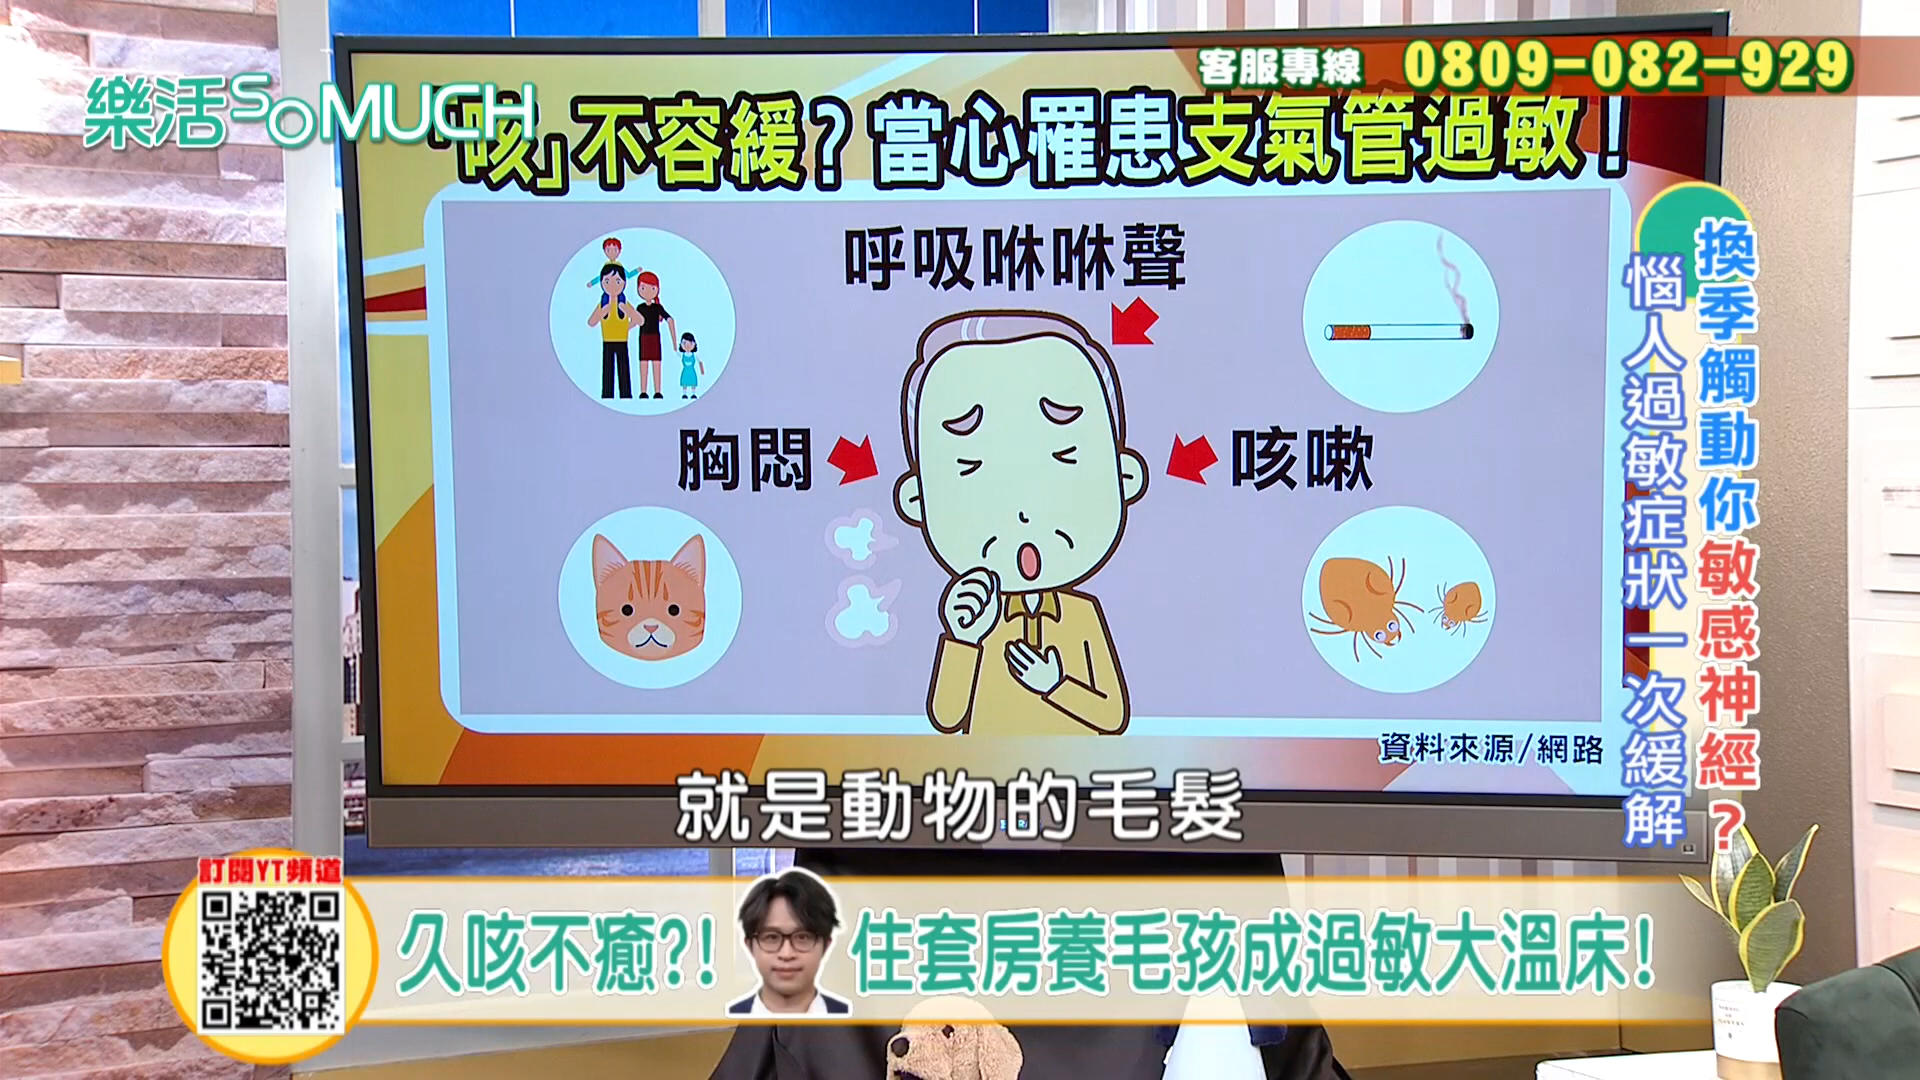 客服專線 0809-082-929
樂活SOMUCH
「咳」不容緩?當心罹患支氣管過敏!
呼吸咻咻聲
胸悶
咳嗽
換季觸動你敏感神經?
惱人過敏症狀一次緩解
資料來源/網路
就是動物的毛髮
訂閱YT頻道
久咳不癒?! 住套房養毛孩成過敏大溫床!